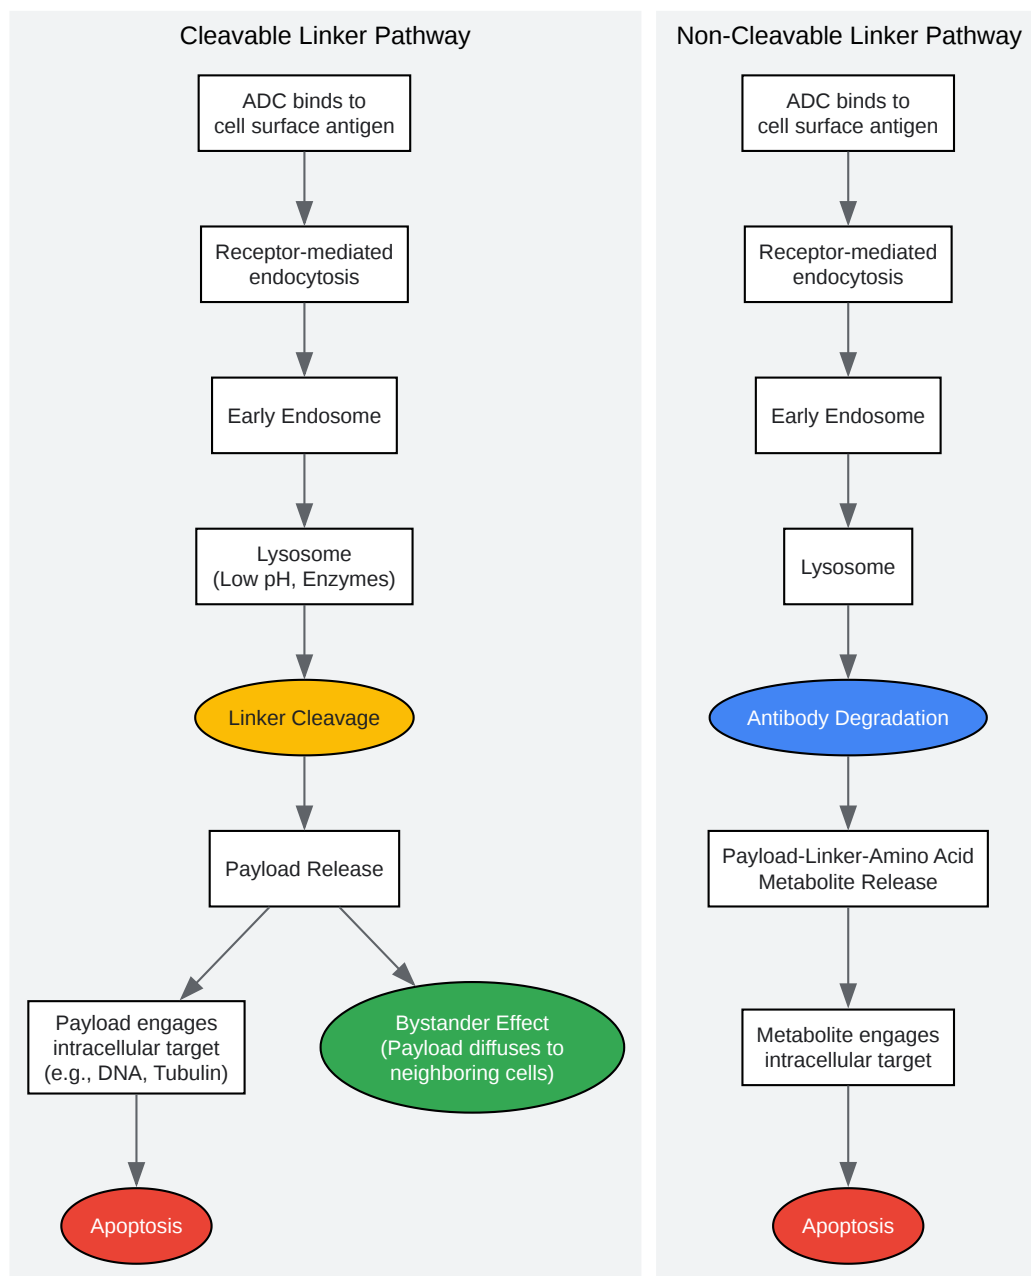 Cleavable Linker Pathway
ADC binds to
cell surface antigen
Receptor-mediated
endocytosis
Early Endosome
Lysosome
(Low pH, Enzymes)
Linker Cleavage
Payload Release
Payload engages
intracellular target
(e.g., DNA, Tubulin)
Bystander Effect
(Payload diffuses to
neighboring cells)
Apoptosis
Non-Cleavable Linker Pathway
ADC binds to
cell surface antigen
Receptor-mediated
endocytosis
Early Endosome
Lysosome
Antibody Degradation
Payload-Linker-Amino Acid
Metabolite Release
Metabolite engages
intracellular target
Apoptosis